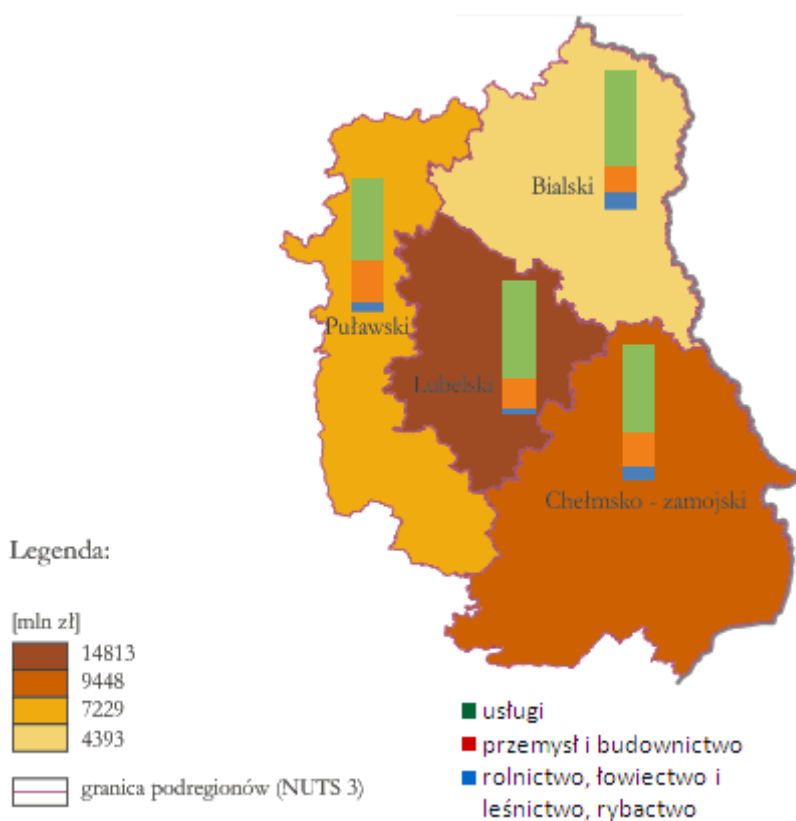 Bialski
Puławski
Lubelski
Chełmsko - zamojski
Legenda:
[mln zł]
14813
9448
7229
4393
granica podregionów (NUTS 3)
usługi
przemysł i budownictwo
rolnictwo, łowiectwo i
leśnictwo, rybactwo